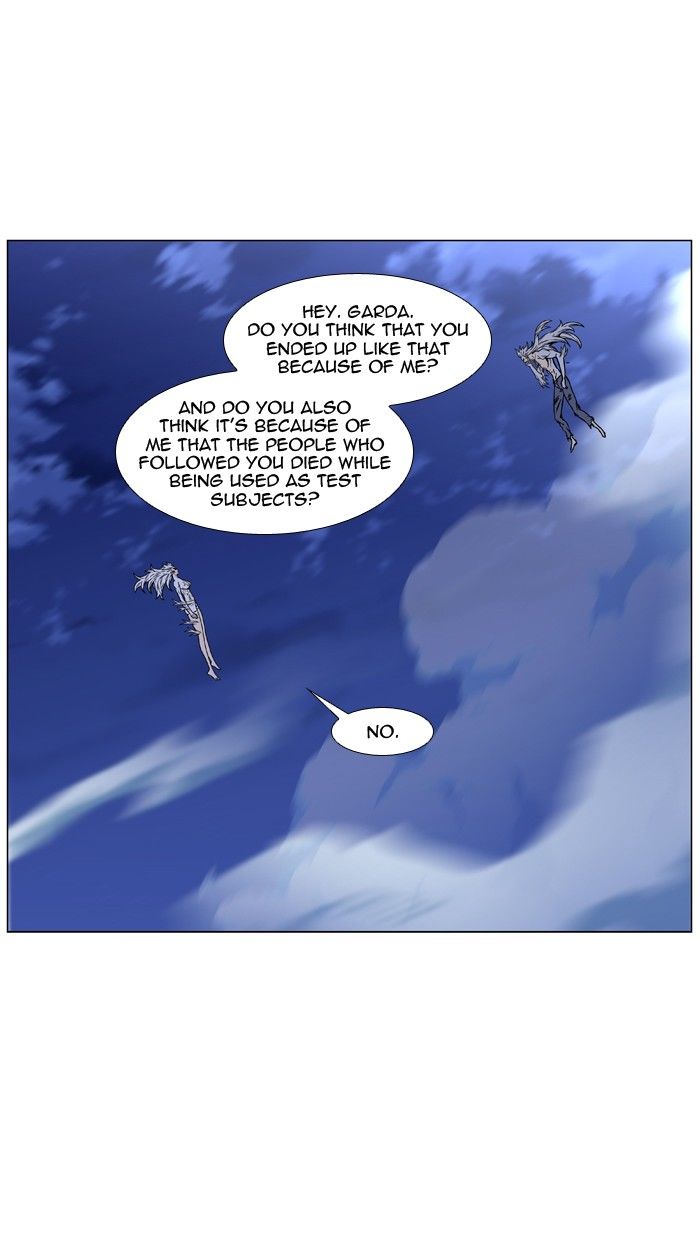 HEY, GARDA.
DO YOU THINK THAT YOU
ENDED UP LIKE THAT
BECAUSE OF ME?
AND DO YOU ALSO
THINK IT'S BECAUSE OF
ME THAT THE PEOPLE WHO
FOLLOWED YOU DIED WHILE
BEING USED AS TEST
SUBJECTS?
NO.